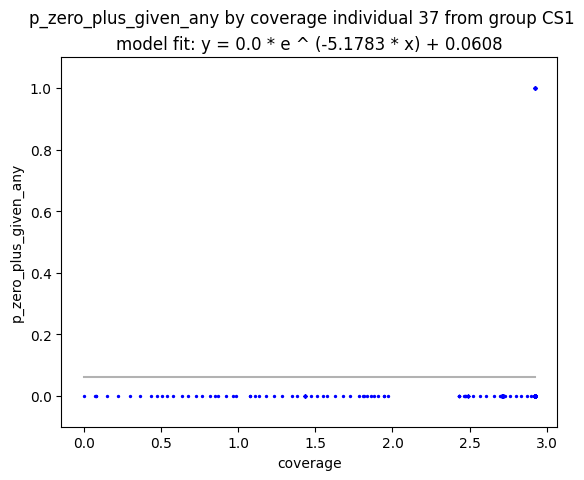 p_zero_plus_given_any by coverage individual 37 from group CS1
model fit: y = 0.0 * e ^ (-5.1783 * x) + 0.0608
1.0
0.8
0.6
0.4
0.2
0.0
p_zero_plus_given_any
0.0 0.5 1.0 1.5 2.0 2.5 3.0
coverage